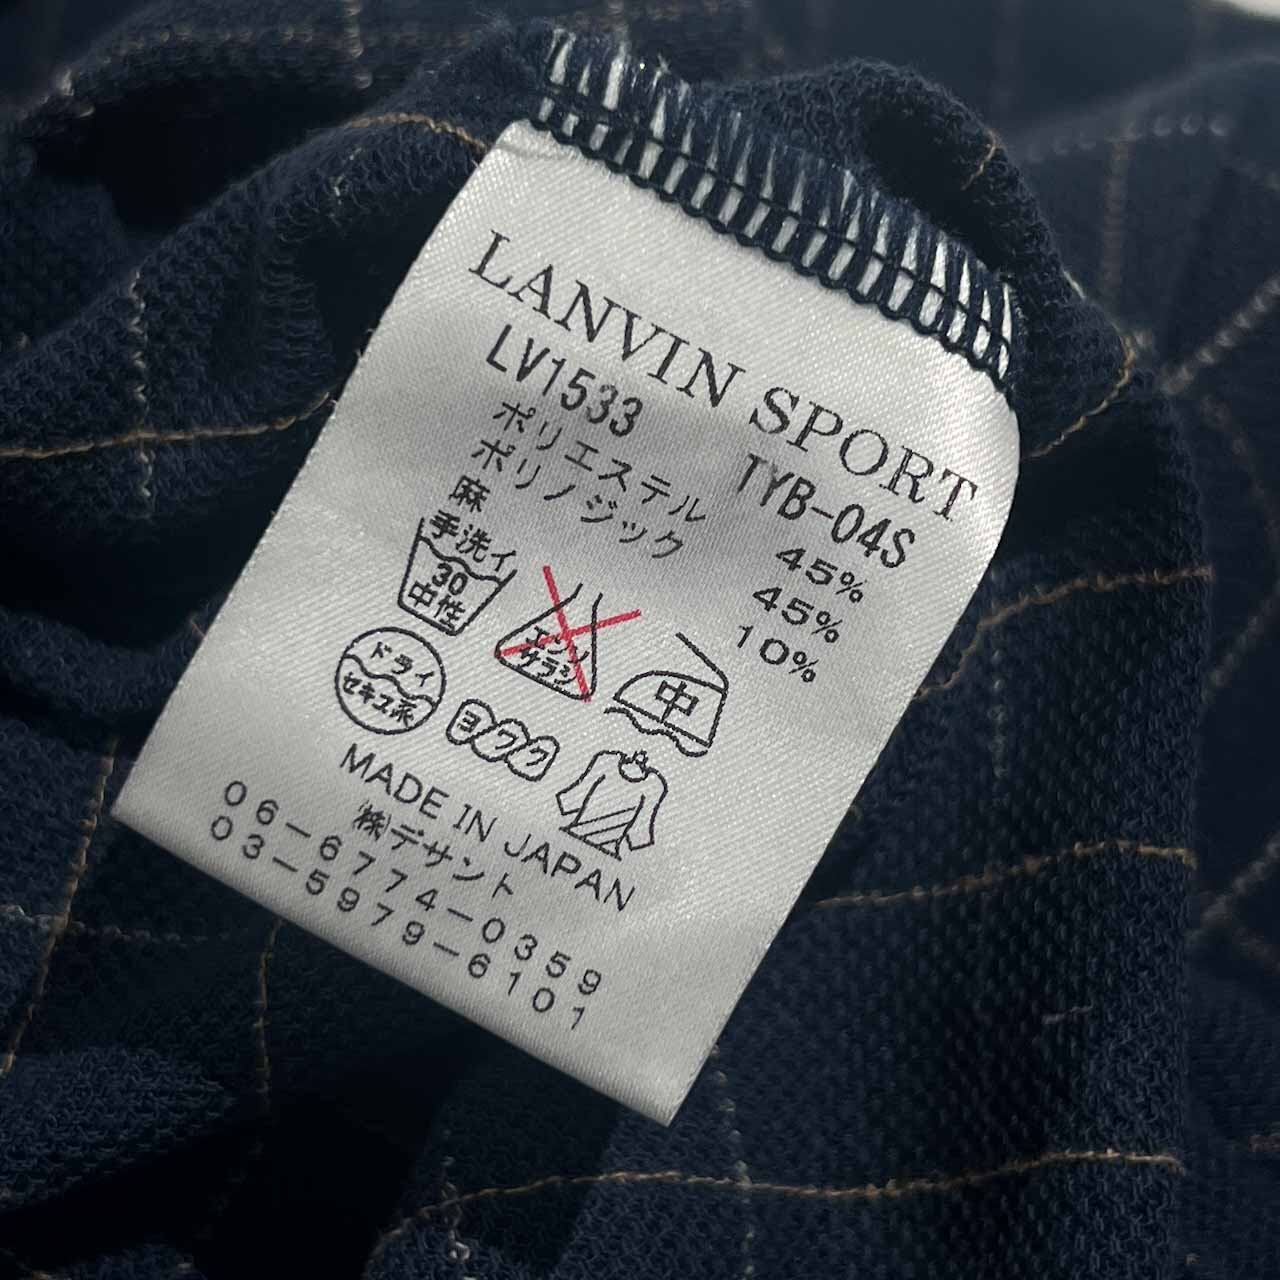 LANVIN SPORT
LV1533 TYB-04S
ポリエステル 45%
ポリノジック 45%
麻 10%
手洗イ
30
中性
エンソ
サラシ
中
ドライ
セキユ系
ヨワク
MADE IN JAPAN
㈱デサント
06-6774-0359
03-5979-6101